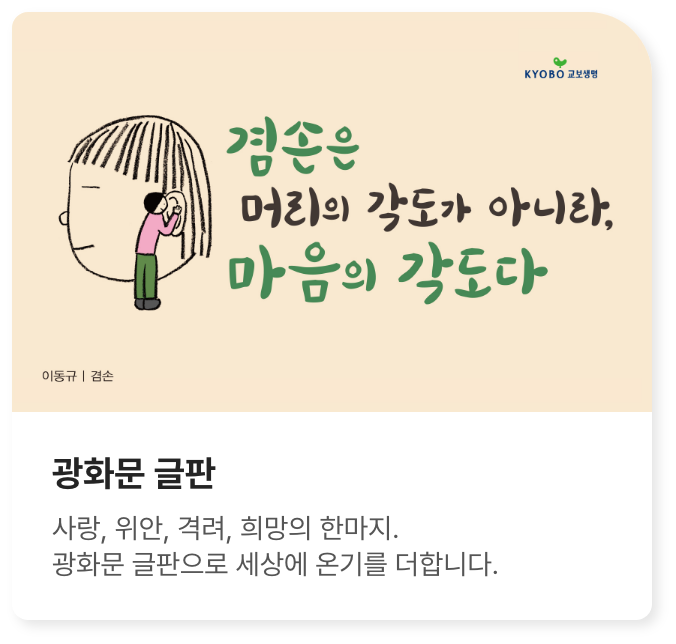 KYOBO 교보생명
겸손은
머리의 각도가 아니라,
마음의 각도다
이동규 | 겸손
광화문 글판
사랑, 위안, 격려, 희망의 한마지.
광화문 글판으로 세상에 온기를 더합니다.